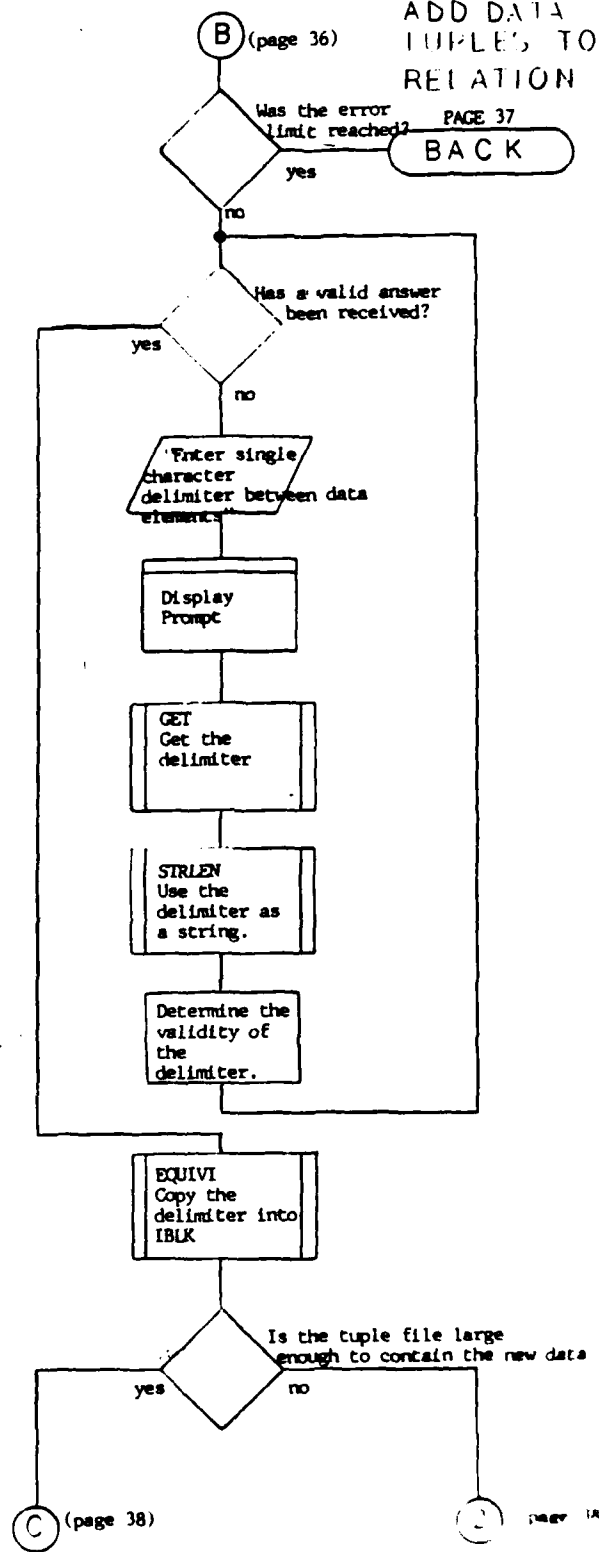 ADD DATA
TUPLES TO
RELATION
B (page 36)
Was the error
limit reached?
PAGE 37
BACK
yes
no
Has a valid answer
been received?
yes
no
"Enter single
character
delimiter between data
elements"
Display
Prompt
GET
Get the
delimiter
STRLEN
Use the
delimiter as
a string.
Determine the
validity of
the
delimiter.
EQUIVI
Copy the
delimiter into
IBLK
Is the tuple file large
enough to contain the new data
yes
no
C (page 38)
page